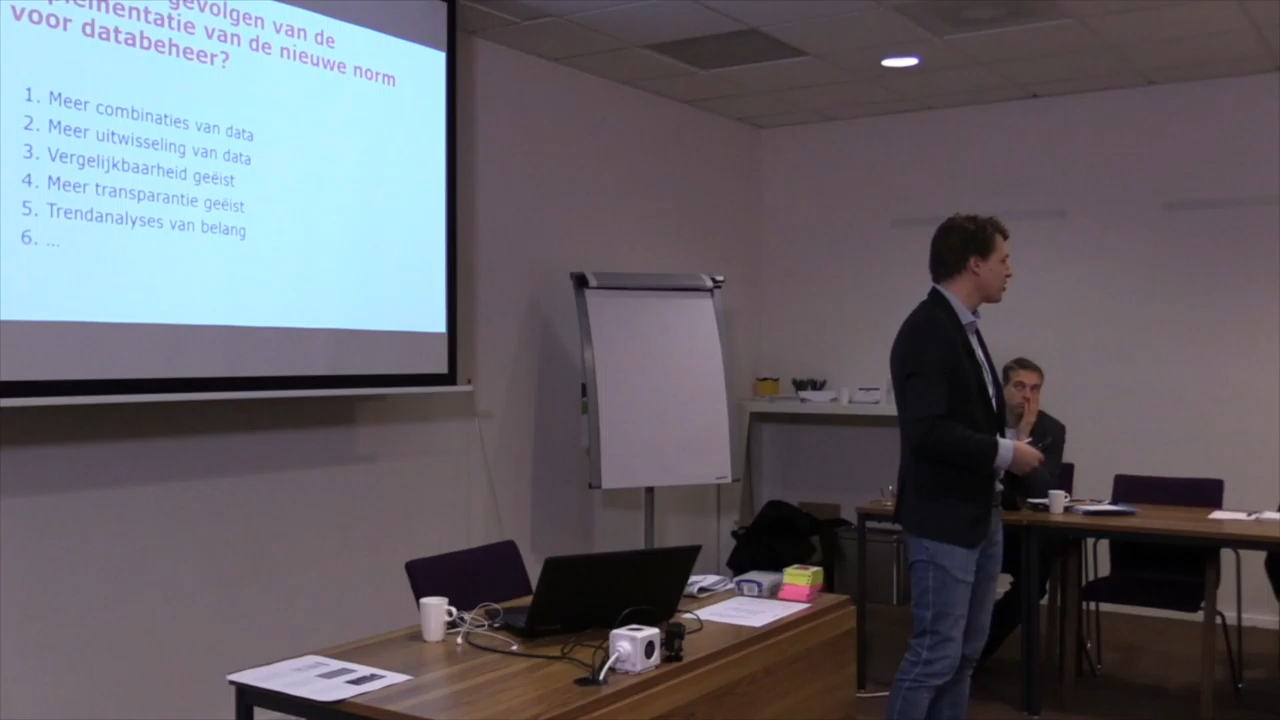 gevolgen van de
plementatie van de nieuwe norm
voor databeheer?
1. Meer combinaties van data
2. Meer uitwisseling van data
3. Vergelijkbaarheid geëist
4. Meer transparantie geëist
5. Trendanalyses van belang
6. ...